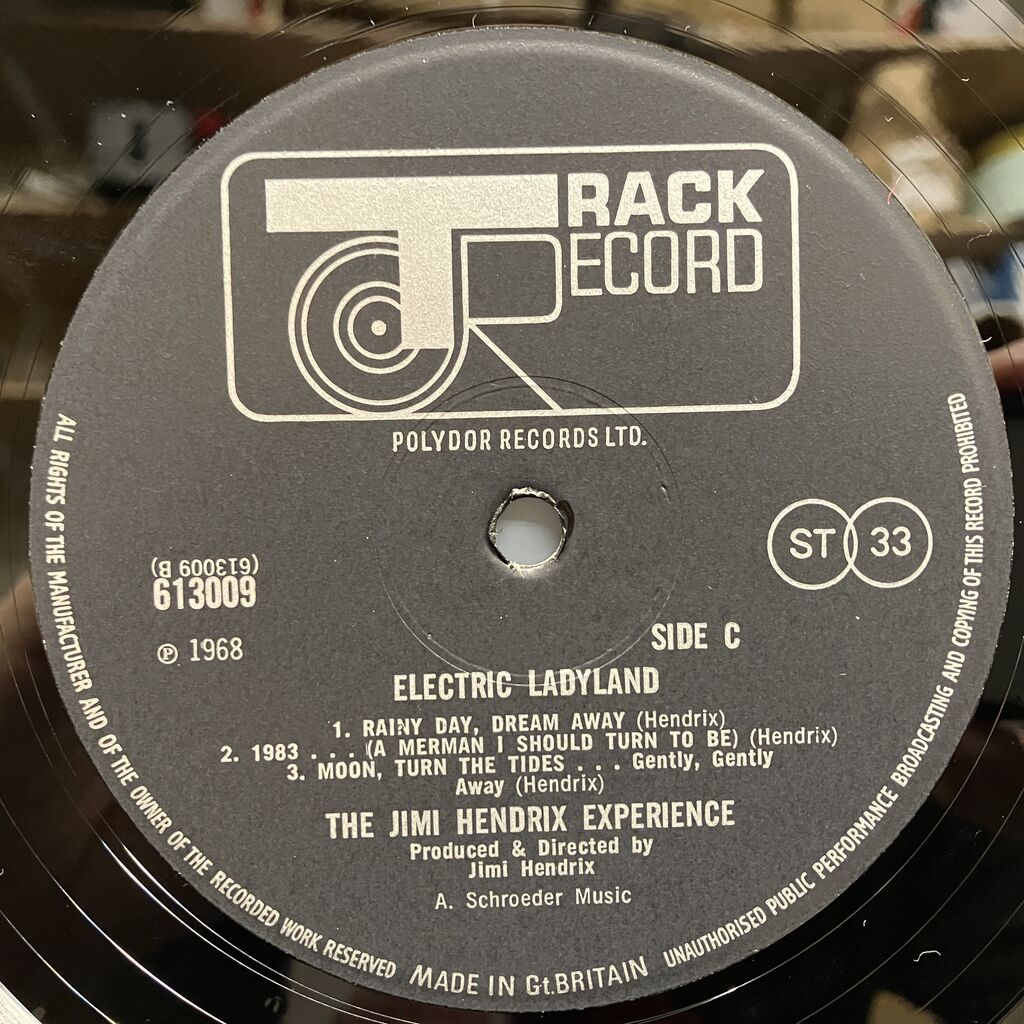 TRACK
RECORD
POLYDOR RECORDS LTD.
ST 33
(613009 B)
613009
℗ 1968
SIDE C
ELECTRIC LADYLAND
1. RAINY DAY, DREAM AWAY (Hendrix)
2. 1983 . . . (A MERMAN I SHOULD TURN TO BE) (Hendrix)
3. MOON, TURN THE TIDES . . . Gently, Gently
Away (Hendrix)
THE JIMI HENDRIX EXPERIENCE
Produced & Directed by
Jimi Hendrix
A. Schroeder Music
ALL RIGHTS OF THE MANUFACTURER AND OF THE OWNER OF THE RECORDED WORK RESERVED
MADE IN Gt.BRITAIN
UNAUTHORISED PUBLIC PERFORMANCE BROADCASTING AND COPYING OF THIS RECORD PROHIBITED